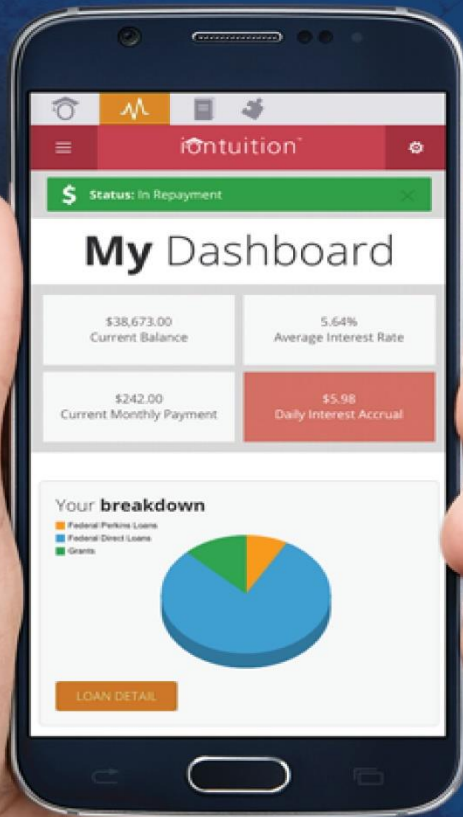 iontuition™
$ Status: In Repayment
My Dashboard
$38,673.00
Current Balance
5.64%
Average Interest Rate
$242.00
Current Monthly Payment
$5.98
Daily Interest Accrual
Your breakdown
Federal Perkins Loans
Federal Direct Loans
Grants
LOAN DETAIL